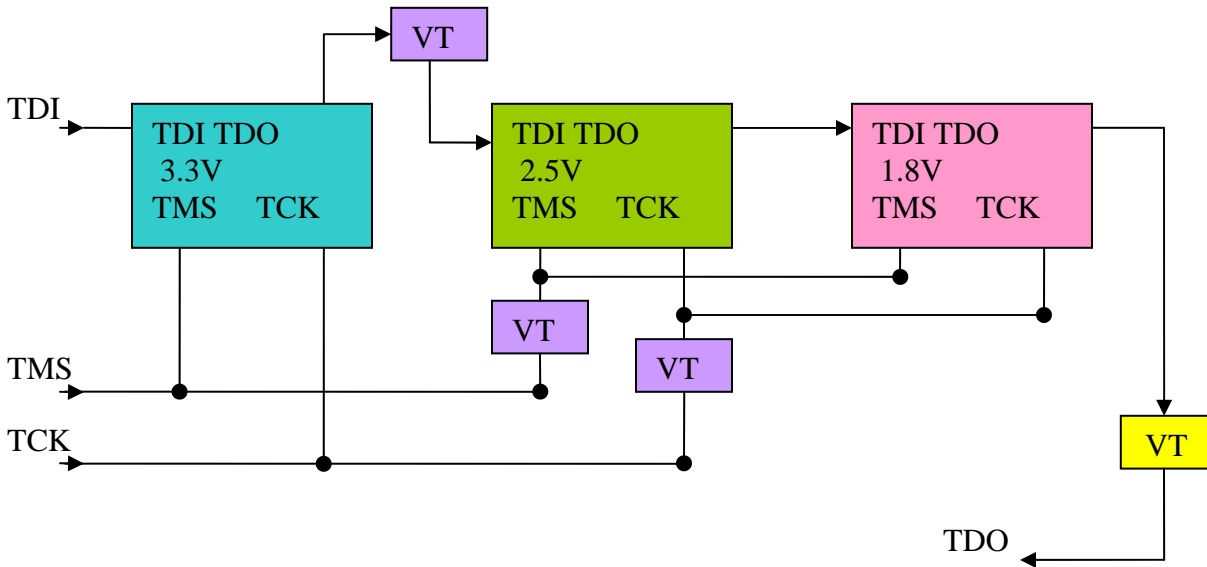 VT
TDI
TDI TDO
3.3V
TMS TCK
TDI TDO
2.5V
TMS TCK
TDI TDO
1.8V
TMS TCK
VT
VT
TMS
TCK
VT
TDO